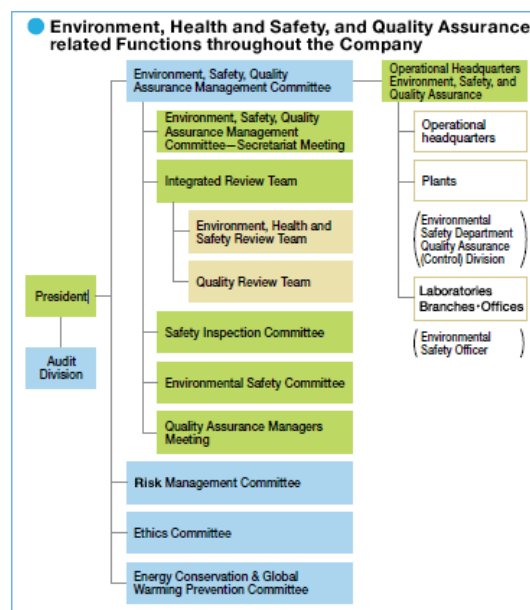 Environment, Health and Safety, and Quality Assurance
related Functions throughout the Company
Environment, Safety, Quality
Assurance Management Committee
Operational Headquarters
Environment, Safety, and
Quality Assurance
Environment, Safety, Quality
Assurance Management
Committee—Secretariat Meeting
Operational
headquarters
Integrated Review Team
Plants
Environment, Health and
Safety Review Team
(Environmental
Safety Department
Quality Assurance
(Control) Division)
Quality Review Team
President
Laboratories
Branches・Offices
Safety Inspection Committee
(Environmental
Safety Officer)
Audit
Division
Environmental Safety Committee
Quality Assurance Managers
Meeting
Risk Management Committee
Ethics Committee
Energy Conservation & Global
Warming Prevention Committee